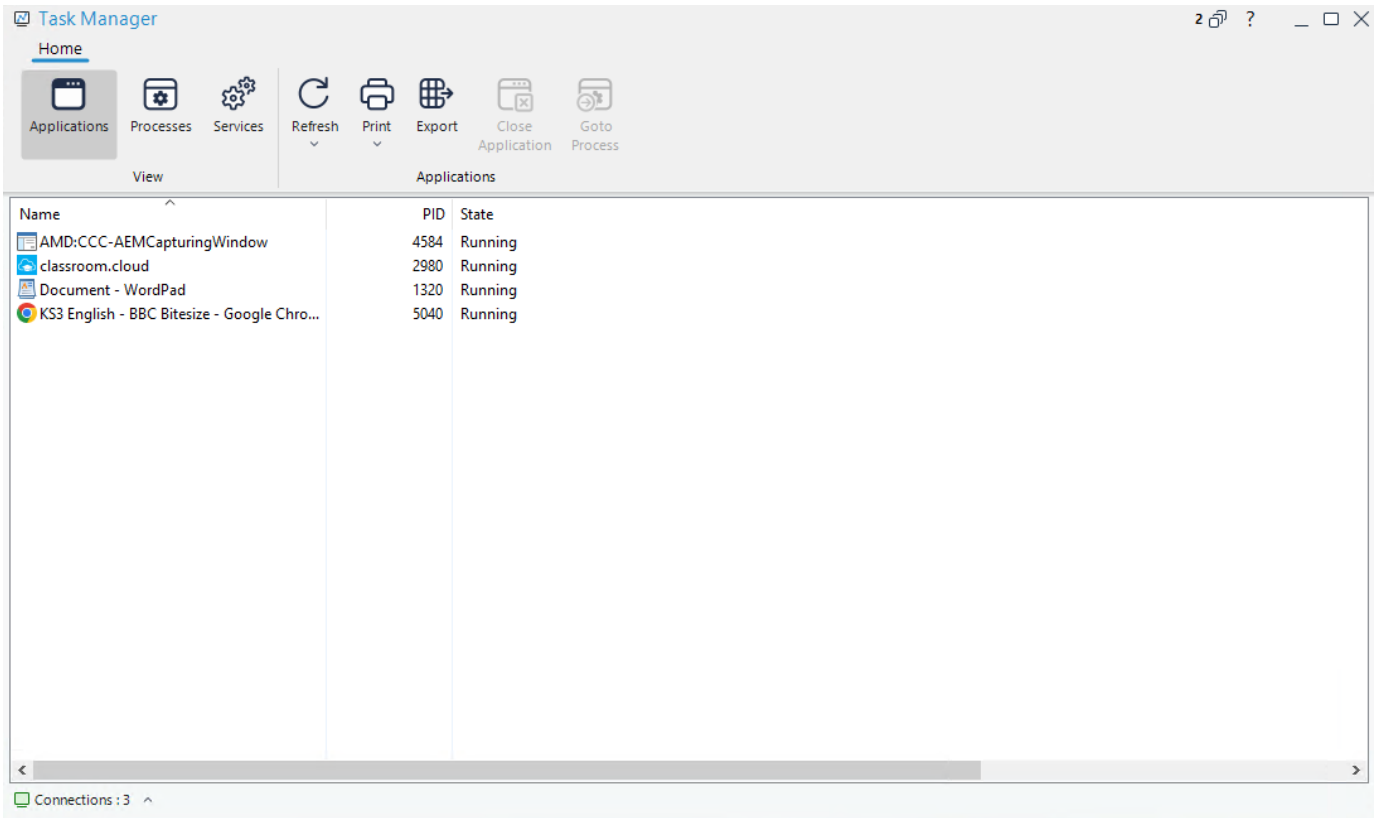 Task Manager 2 ?
Home
Applications Processes Services Refresh Print Export Close Application Goto Process
View Applications
Name PID State
AMD:CCC-AEMCapturingWindow 4584 Running
classroom.cloud 2980 Running
Document - WordPad 1320 Running
KS3 English - BBC Bitesize - Google Chro... 5040 Running
Connections : 3